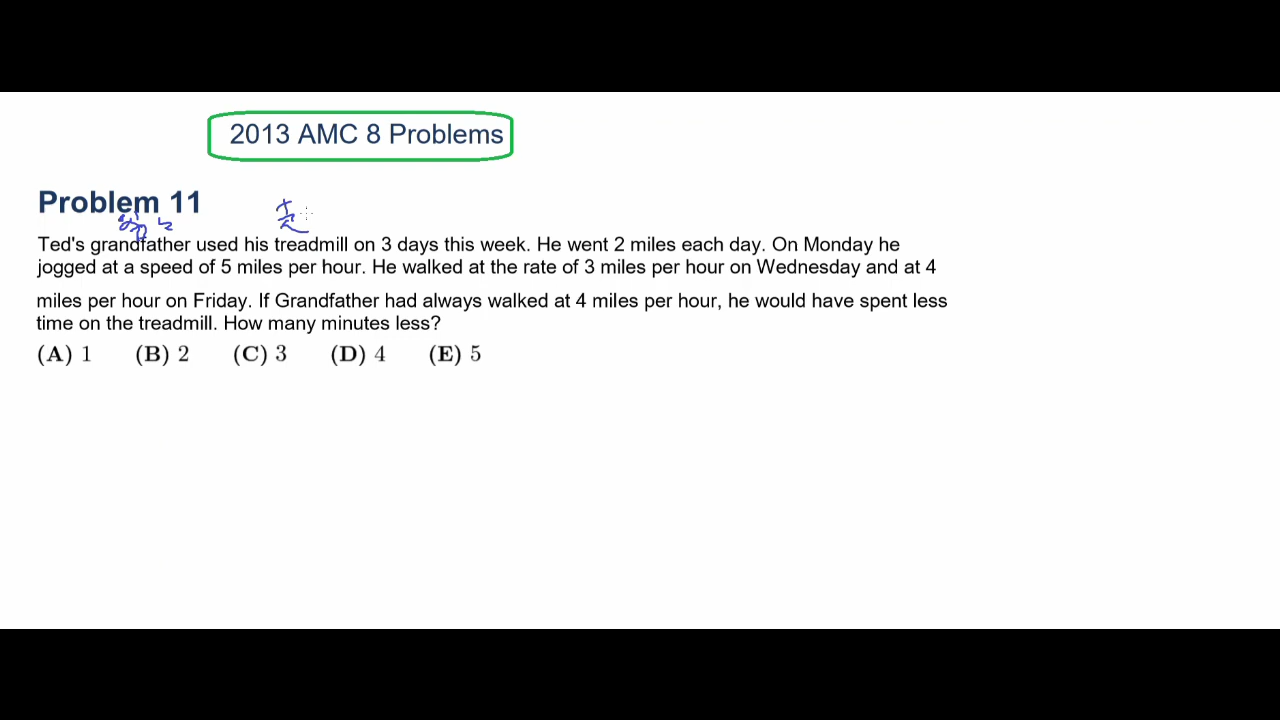 2013 AMC 8 Problems
Problem 11
Ted's grandfather used his treadmill on 3 days this week. He went 2 miles each day. On Monday he
jogged at a speed of 5 miles per hour. He walked at the rate of 3 miles per hour on Wednesday and at 4
miles per hour on Friday. If Grandfather had always walked at 4 miles per hour, he would have spent less
time on the treadmill. How many minutes less?
(A) 1 (B) 2 (C) 3 (D) 4 (E) 5